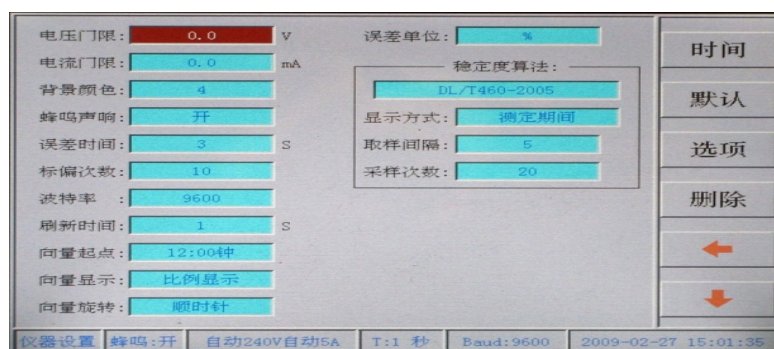 电压门限: 0.0 V
电流门限: 0.0 mA
背景颜色: 4
蜂鸣声响: 开
误差时间: 3 S
标偏次数: 10
波特率 : 9600
刷新时间: 1 S
向量起点: 12:00钟
向量显示: 比例显示
向量旋转: 顺时针
误差单位: %
稳定度算法:
DL/T460-2005
显示方式: 测定期间
取样间隔: 5
采样次数: 20
时间
默认
选项
删除
仪器设置 蜂鸣:开 自动240V自动5A T:1 秒 Baud:9600 2009-02-27 15:01:35